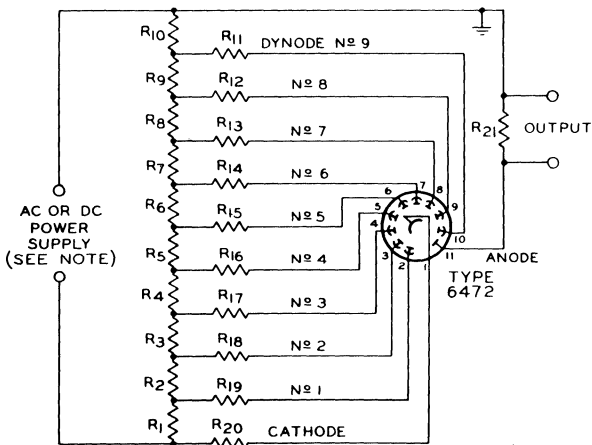 R10
R11 DYNODE Nº 9
R9
R12 Nº 8
R8
R13 Nº 7
R21 OUTPUT
R7
R14 Nº 6
R6
R15 Nº 5
AC OR DC
POWER
SUPPLY
(SEE NOTE)
R5
R16 Nº 4
R4
R17 Nº 3
R3
R18 Nº 2
R2
R19 Nº 1
R1
R20 CATHODE
6 7 8
5 9
4 10
3 2 1 11
ANODE
TYPE
6472